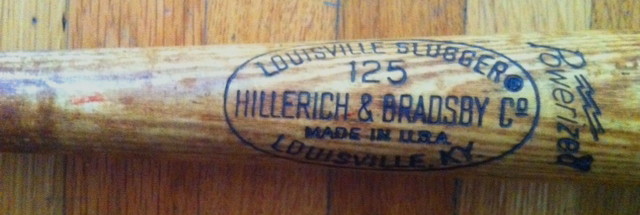 LOUISVILLE SLUGGER®
125
HILLERICH & BRADSBY Cº
MADE IN U.S.A.
LOUISVILLE, KY.
Powerized